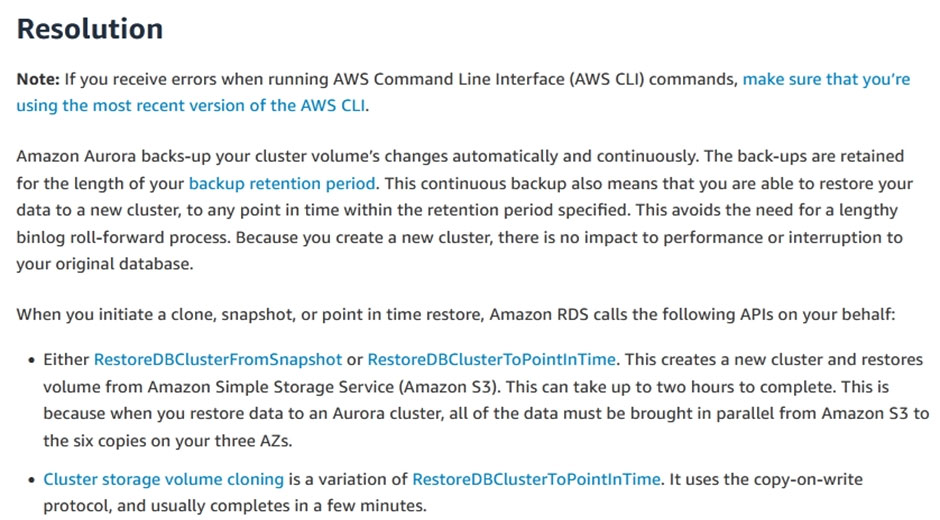 Resolution
Note: If you receive errors when running AWS Command Line Interface (AWS CLI) commands, make sure that you're
using the most recent version of the AWS CLI.
Amazon Aurora backs-up your cluster volume's changes automatically and continuously. The back-ups are retained
for the length of your backup retention period. This continuous backup also means that you are able to restore your
data to a new cluster, to any point in time within the retention period specified. This avoids the need for a lengthy
binlog roll-forward process. Because you create a new cluster, there is no impact to performance or interruption to
your original database.
When you initiate a clone, snapshot, or point in time restore, Amazon RDS calls the following APIs on your behalf:
• Either RestoreDBClusterFromSnapshot or RestoreDBClusterToPointInTime. This creates a new cluster and restores
volume from Amazon Simple Storage Service (Amazon S3). This can take up to two hours to complete. This is
because when you restore data to an Aurora cluster, all of the data must be brought in parallel from Amazon S3 to
the six copies on your three AZs.
• Cluster storage volume cloning is a variation of RestoreDBClusterToPointInTime. It uses the copy-on-write
protocol, and usually completes in a few minutes.